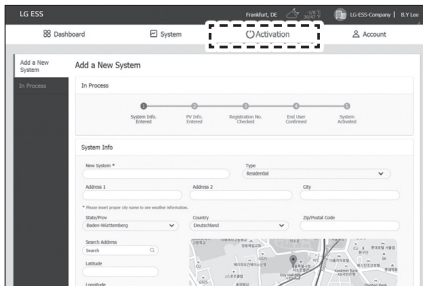 LG ESS
Frankfurt, DE
LG-ESS-Company | B.Y Lee
Dashboard
System
Activation
Account
Add a New System
In Process
Add a New System
In Process
System Info. Entered
PV Info. Entered
Registration No. Checked
End User Confirmed
System Activated
System Info
New System *
Type
Residential
Address 1
Address 2
City
* Please insert proper city name to see weather information.
State/Prov
Country
Zip/Postal Code
Baden-Württemberg
Deutschland
Search Address
Search
Latitude
Longitude